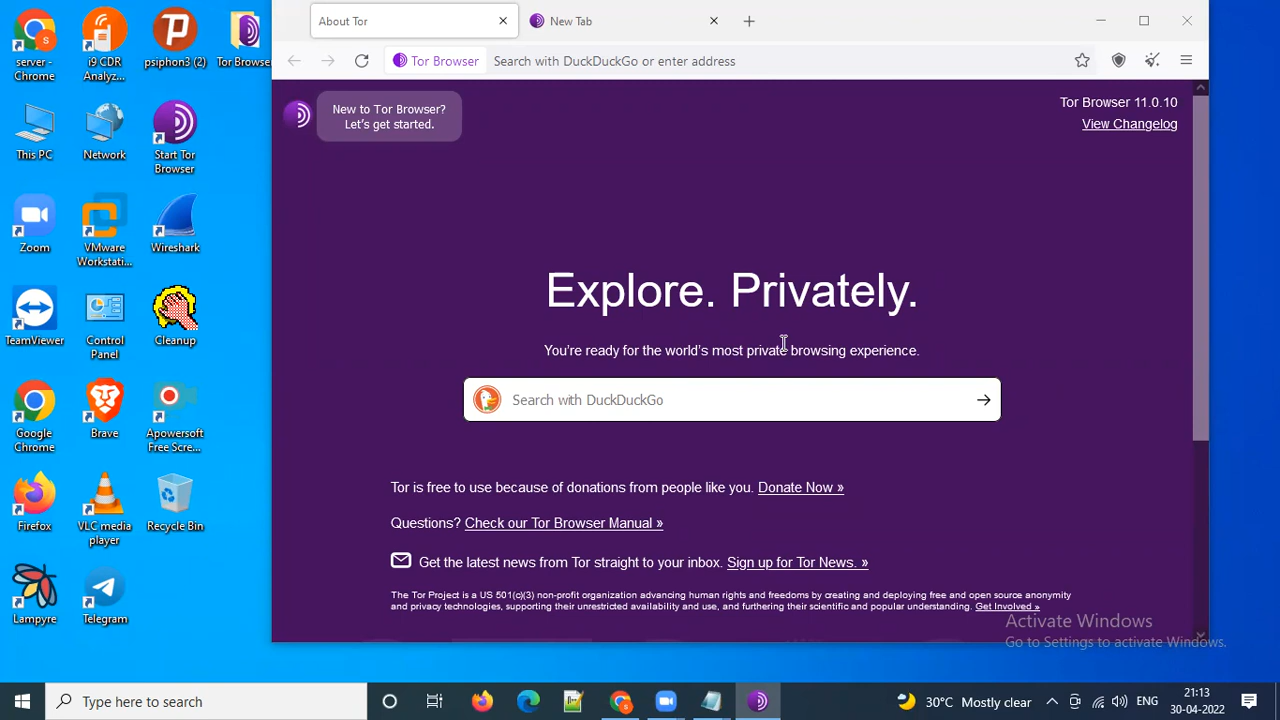 server -
Chrome
i9 CDR
Analyz...
psiphon3 (2)
Tor Browser
This PC
Network
Start Tor
Browser
Zoom
VMware
Workstati...
Wireshark
TeamViewer
Control
Panel
Cleanup
Google
Chrome
Brave
Apowersoft
Free Scre...
Firefox
VLC media
player
Recycle Bin
Lampyre
Telegram
About Tor
New Tab
Tor Browser
Search with DuckDuckGo or enter address
New to Tor Browser?
Let's get started.
Tor Browser 11.0.10
View Changelog
Explore. Privately.
You're ready for the world's most private browsing experience.
Search with DuckDuckGo
Tor is free to use because of donations from people like you. Donate Now »
Questions? Check our Tor Browser Manual »
Get the latest news from Tor straight to your inbox. Sign up for Tor News. »
The Tor Project is a US 501(c)(3) non-profit organization advancing human rights and freedoms by creating and deploying free and open source anonymity
and privacy technologies, supporting their unrestricted availability and use, and furthering their scientific and popular understanding. Get Involved »
Activate Windows
Go to Settings to activate Windows.
Type here to search
30°C Mostly clear
ENG
21:13
30-04-2022